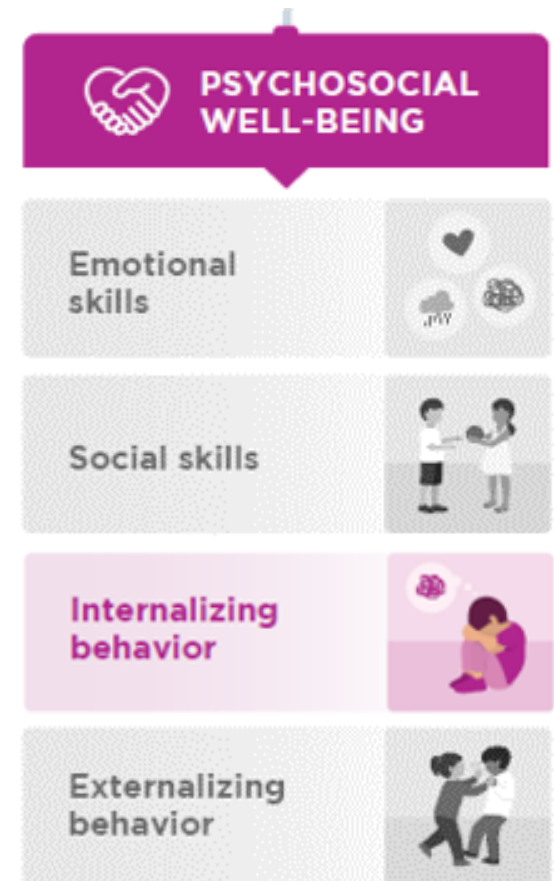 PSYCHOSOCIAL
WELL-BEING
Emotional
skills
Social skills
Internalizing
behavior
Externalizing
behavior